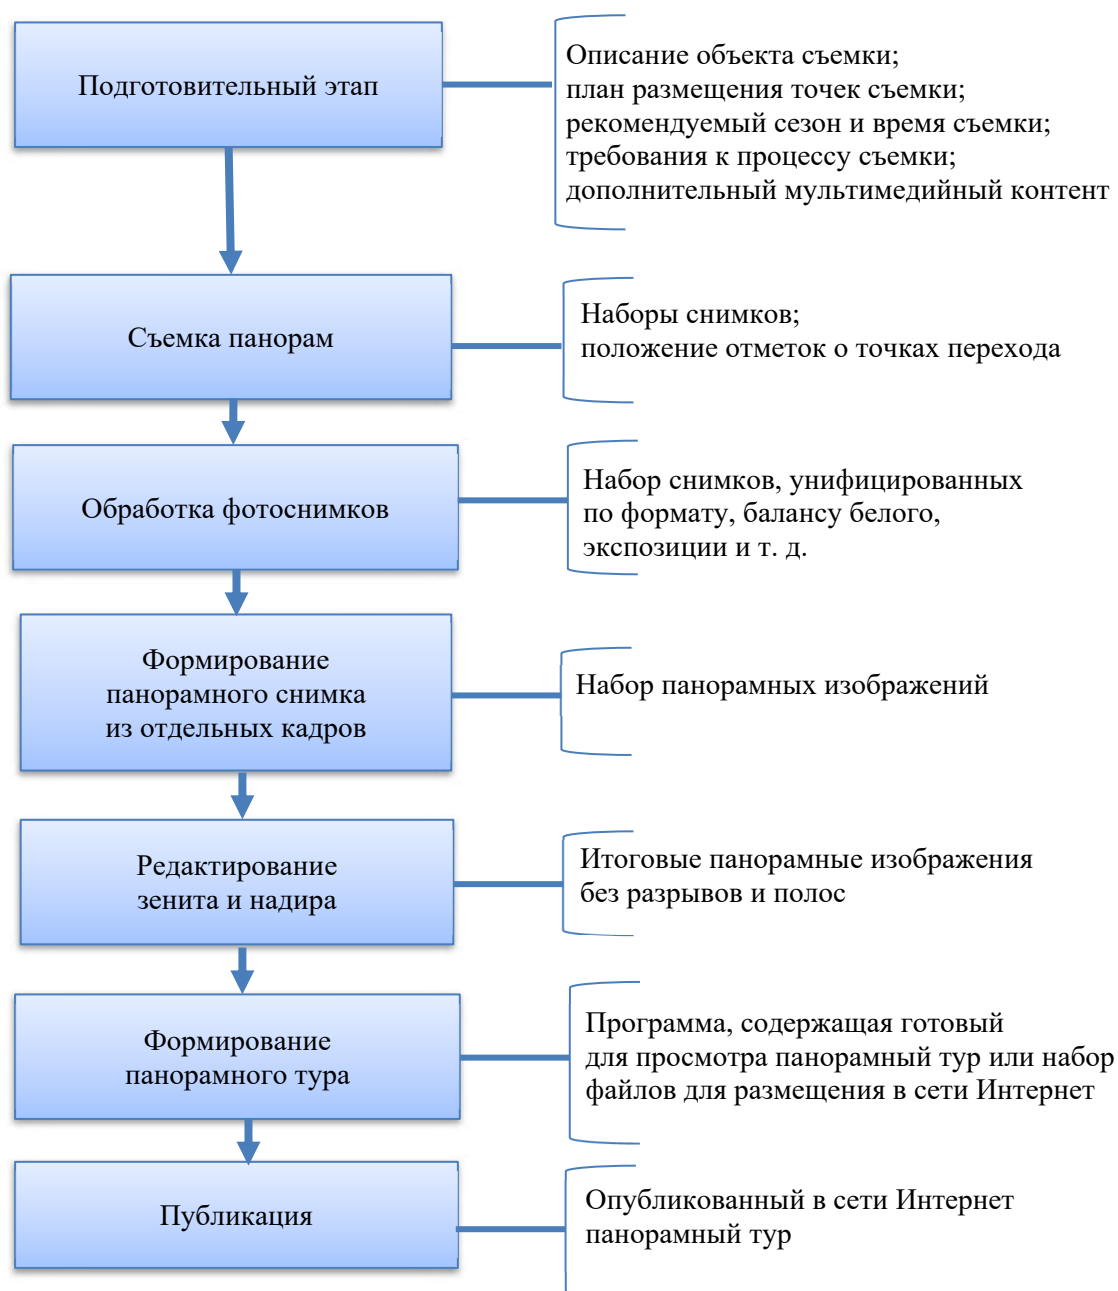 Подготовительный этап
Описание объекта съемки;
план размещения точек съемки;
рекомендуемый сезон и время съемки;
требования к процессу съемки;
дополнительный мультимедийный контент
Съемка панорам
Наборы снимков;
положение отметок о точках перехода
Обработка фотоснимков
Набор снимков, унифицированных
по формату, балансу белого,
экспозиции и т. д.
Формирование
панорамного снимка
из отдельных кадров
Набор панорамных изображений
Редактирование
зенита и надира
Итоговые панорамные изображения
без разрывов и полос
Формирование
панорамного тура
Программа, содержащая готовый
для просмотра панорамный тур или набор
файлов для размещения в сети Интернет
Публикация
Опубликованный в сети Интернет
панорамный тур